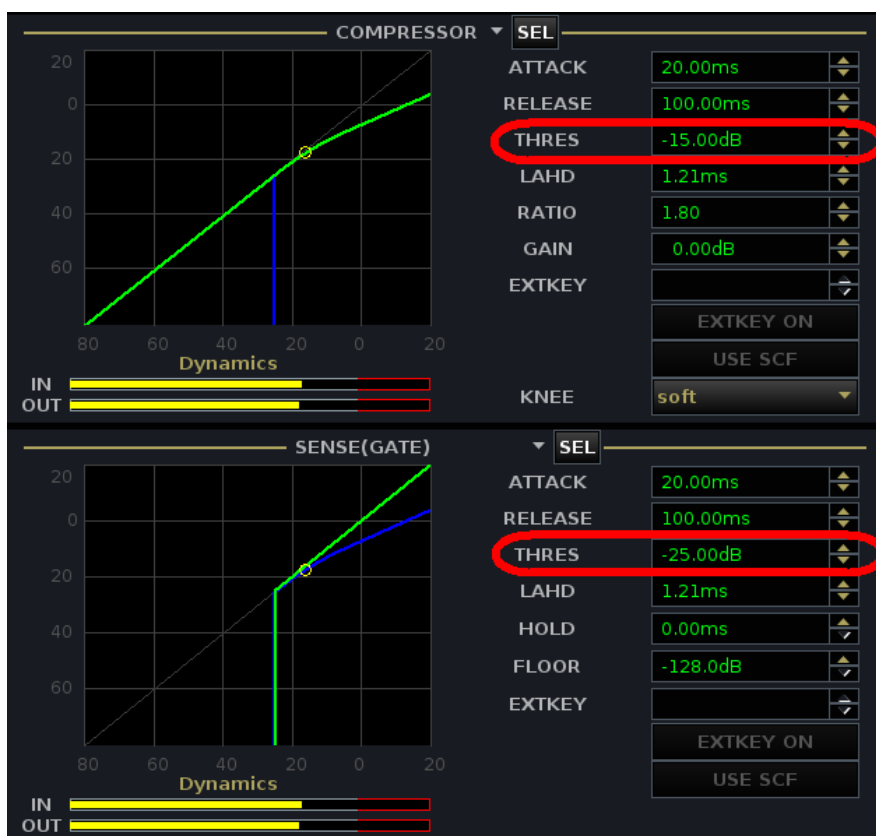 COMPRESSOR SEL
20
0
20
40
60
80 60 40 20 0 20
Dynamics
IN
OUT
ATTACK 20.00ms
RELEASE 100.00ms
THRES -15.00dB
LAHD 1.21ms
RATIO 1.80
GAIN 0.00dB
EXTKEY
EXTKEY ON
USE SCF
KNEE soft
SENSE(GATE) SEL
20
0
20
40
60
80 60 40 20 0 20
Dynamics
IN
OUT
ATTACK 20.00ms
RELEASE 100.00ms
THRES -25.00dB
LAHD 1.21ms
HOLD 0.00ms
FLOOR -128.0dB
EXTKEY
EXTKEY ON
USE SCF